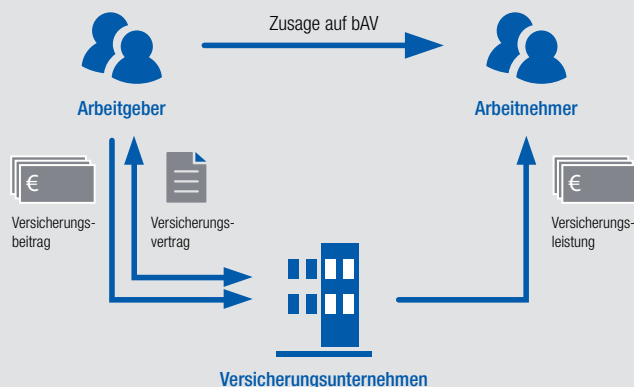 Zusage auf bAV
Arbeitgeber
Arbeitnehmer
€
Versicherungs-
beitrag
Versicherungs-
vertrag
€
Versicherungs-
leistung
Versicherungsunternehmen